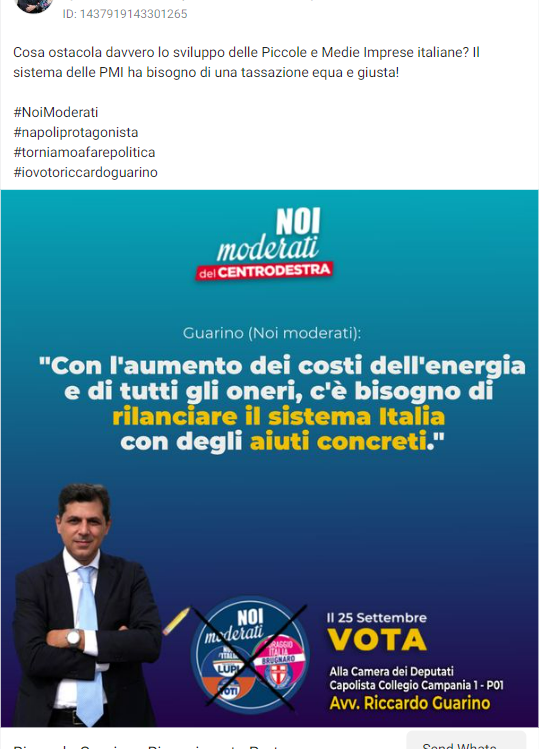 ID: 1437919143301265
Cosa ostacola davvero lo sviluppo delle Piccole e Medie Imprese italiane? Il
sistema delle PMI ha bisogno di una tassazione equa e giusta!
#NoiModerati
#napoliprotagonista
#torniamoafarepolitica
#iovotoriccardoguarino
NOI
moderati
del CENTRODESTRA
Guarino (Noi moderati):
"Con l'aumento dei costi dell'energia
e di tutti gli oneri, c'è bisogno di
rilanciare il sistema Italia
con degli aiuti concreti."
NOI
moderati
LUPI
ITALIA
BRUGNARO
Il 25 Settembre
VOTA
Alla Camera dei Deputati
Capolista Collegio Campania 1 - P01
Avv. Riccardo Guarino